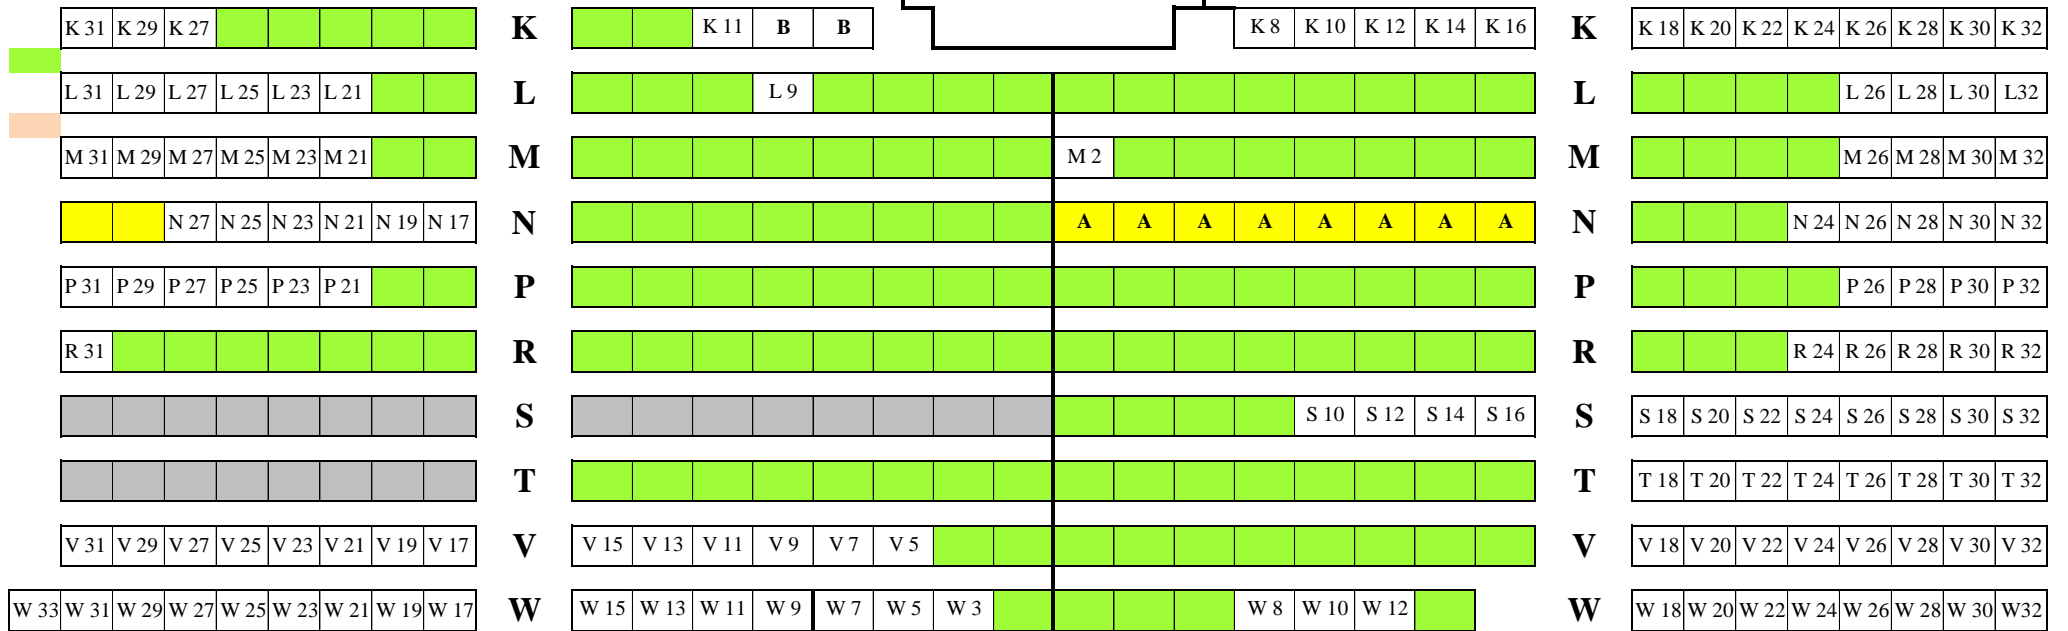 K 31 K 29 K 27 K K 11 B B K 8 K 10 K 12 K 14 K 16 K K 18 K 20 K 22 K 24 K 26 K 28 K 30 K 32
L 31 L 29 L 27 L 25 L 23 L 21 L L 9 L L 26 L 28 L 30 L32
M 31 M 29 M 27 M 25 M 23 M 21 M M 2 M M 26 M 28 M 30 M 32
N 27 N 25 N 23 N 21 N 19 N 17 N A A A A A A A A N N 24 N 26 N 28 N 30 N 32
P 31 P 29 P 27 P 25 P 23 P 21 P P P 26 P 28 P 30 P 32
R 31 R R R 24 R 26 R 28 R 30 R 32
S S 10 S 12 S 14 S 16 S S 18 S 20 S 22 S 24 S 26 S 28 S 30 S 32
T T T 18 T 20 T 22 T 24 T 26 T 28 T 30 T 32
V 31 V 29 V 27 V 25 V 23 V 21 V 19 V 17 V V 15 V 13 V 11 V 9 V 7 V 5 V V 18 V 20 V 22 V 24 V 26 V 28 V 30 V 32
W 33 W 31 W 29 W 27 W 25 W 23 W 21 W 19 W 17 W W 15 W 13 W 11 W 9 W 7 W 5 W 3 W 8 W 10 W 12 W W 18 W 20 W 22 W 24 W 26 W 28 W 30 W32